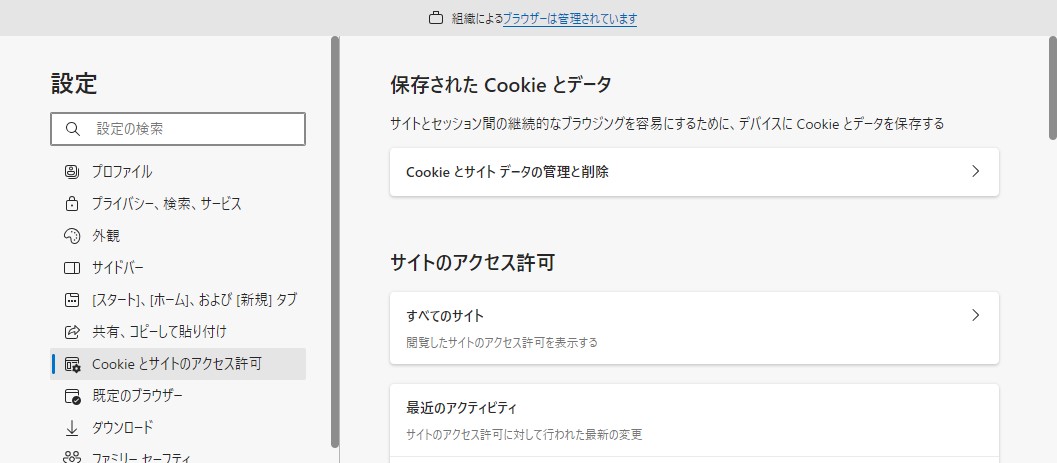 組織によるブラウザーは管理されています
設定
設定の検索
プロファイル
プライバシー、検索、サービス
外観
サイドバー
[スタート]、[ホーム]、および [新規] タブ
共有、コピーして貼り付け
Cookie とサイトのアクセス許可
既定のブラウザー
ダウンロード
ファミリー セーフティ
保存された Cookie とデータ
サイトとセッション間の継続的なブラウジングを容易にするために、デバイスに Cookie とデータを保存する
Cookie とサイト データの管理と削除
サイトのアクセス許可
すべてのサイト
閲覧したサイトのアクセス許可を表示する
最近のアクティビティ
サイトのアクセス許可に対して行われた最新の変更